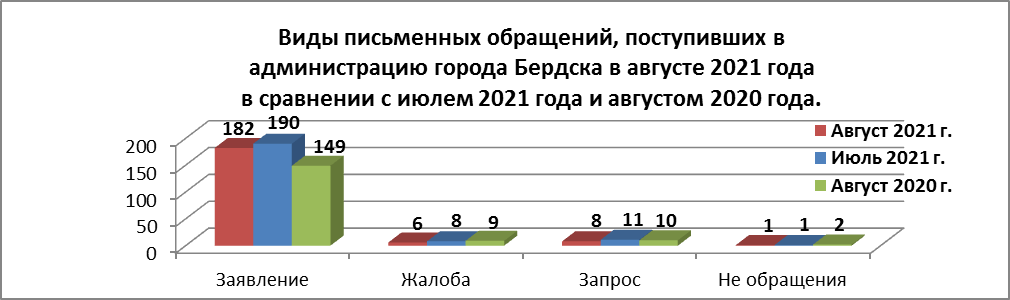 Виды письменных обращений, поступивших в
администрацию города Бердска в августе 2021 года
в сравнении с июлем 2021 года и августом 2020 года.
182 190 149
6 8 9
8 11 10
1 1 2
Август 2021 г.
Июль 2021 г.
Август 2020 г.
200
150
100
50
0
Заявление Жалоба Запрос Не обращения